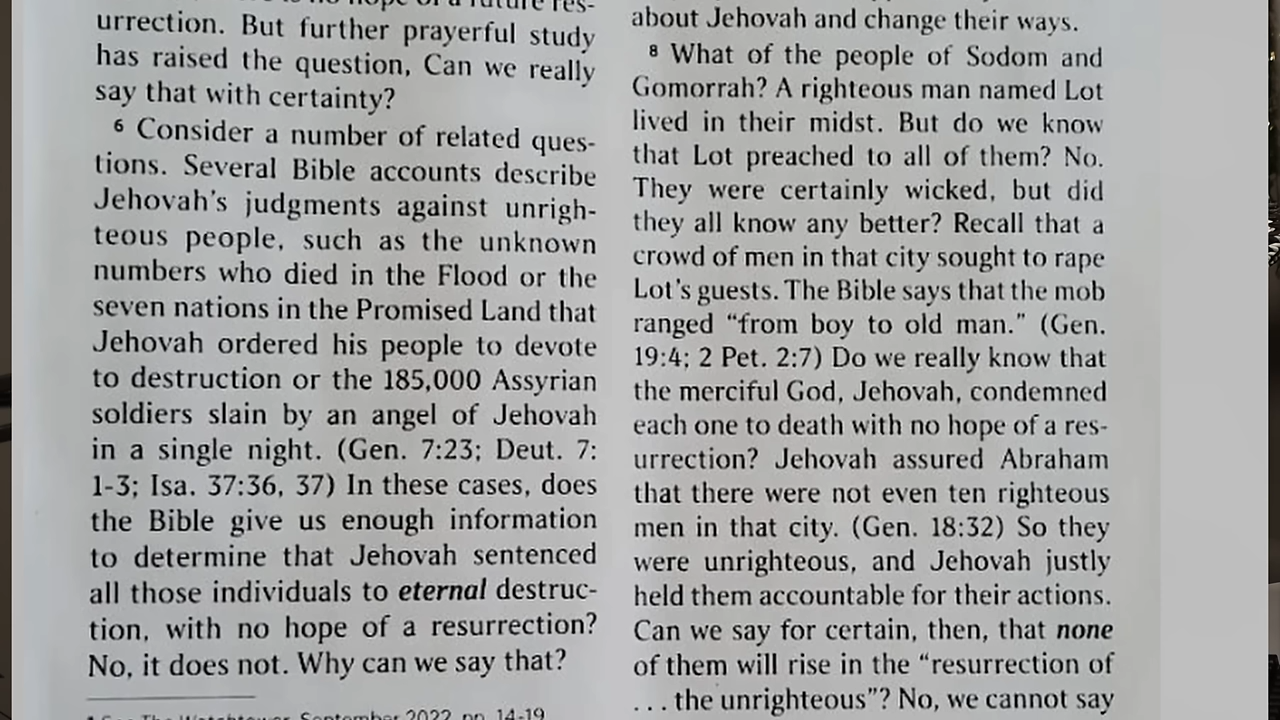 urrection. But further prayerful study
has raised the question, Can we really
say that with certainty?
6 Consider a number of related ques-
tions. Several Bible accounts describe
Jehovah's judgments against unrigh-
teous people, such as the unknown
numbers who died in the Flood or the
seven nations in the Promised Land that
Jehovah ordered his people to devote
to destruction or the 185,000 Assyrian
soldiers slain by an angel of Jehovah
in a single night. (Gen. 7:23; Deut. 7:
1-3; Isa. 37:36, 37) In these cases, does
the Bible give us enough information
to determine that Jehovah sentenced
all those individuals to eternal destruc-
tion, with no hope of a resurrection?
No, it does not. Why can we say that?
See The Watchtower, September 2022, pp. 14-19
about Jehovah and change their ways.
8 What of the people of Sodom and
Gomorrah? A righteous man named Lot
lived in their midst. But do we know
that Lot preached to all of them? No.
They were certainly wicked, but did
they all know any better? Recall that a
crowd of men in that city sought to rape
Lot's guests. The Bible says that the mob
ranged “from boy to old man.” (Gen.
19:4; 2 Pet. 2:7) Do we really know that
the merciful God, Jehovah, condemned
each one to death with no hope of a res-
urrection? Jehovah assured Abraham
that there were not even ten righteous
men in that city. (Gen. 18:32) So they
were unrighteous, and Jehovah justly
held them accountable for their actions.
Can we say for certain, then, that none
of them will rise in the “resurrection of
. . . the unrighteous”? No, we cannot say